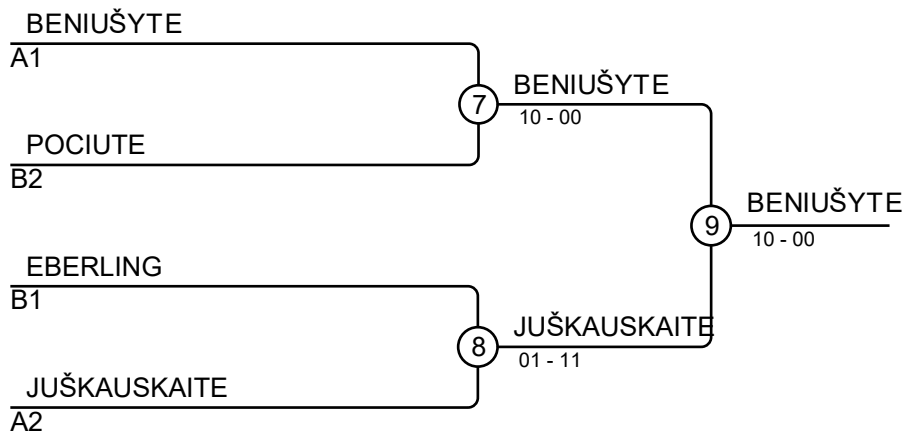 BENIUŠYTE
A1
7
BENIUŠYTE
10 - 00
POCIUTE
B2
9
BENIUŠYTE
10 - 00
EBERLING
B1
8
JUŠKAUSKAITE
01 - 11
JUŠKAUSKAITE
A2